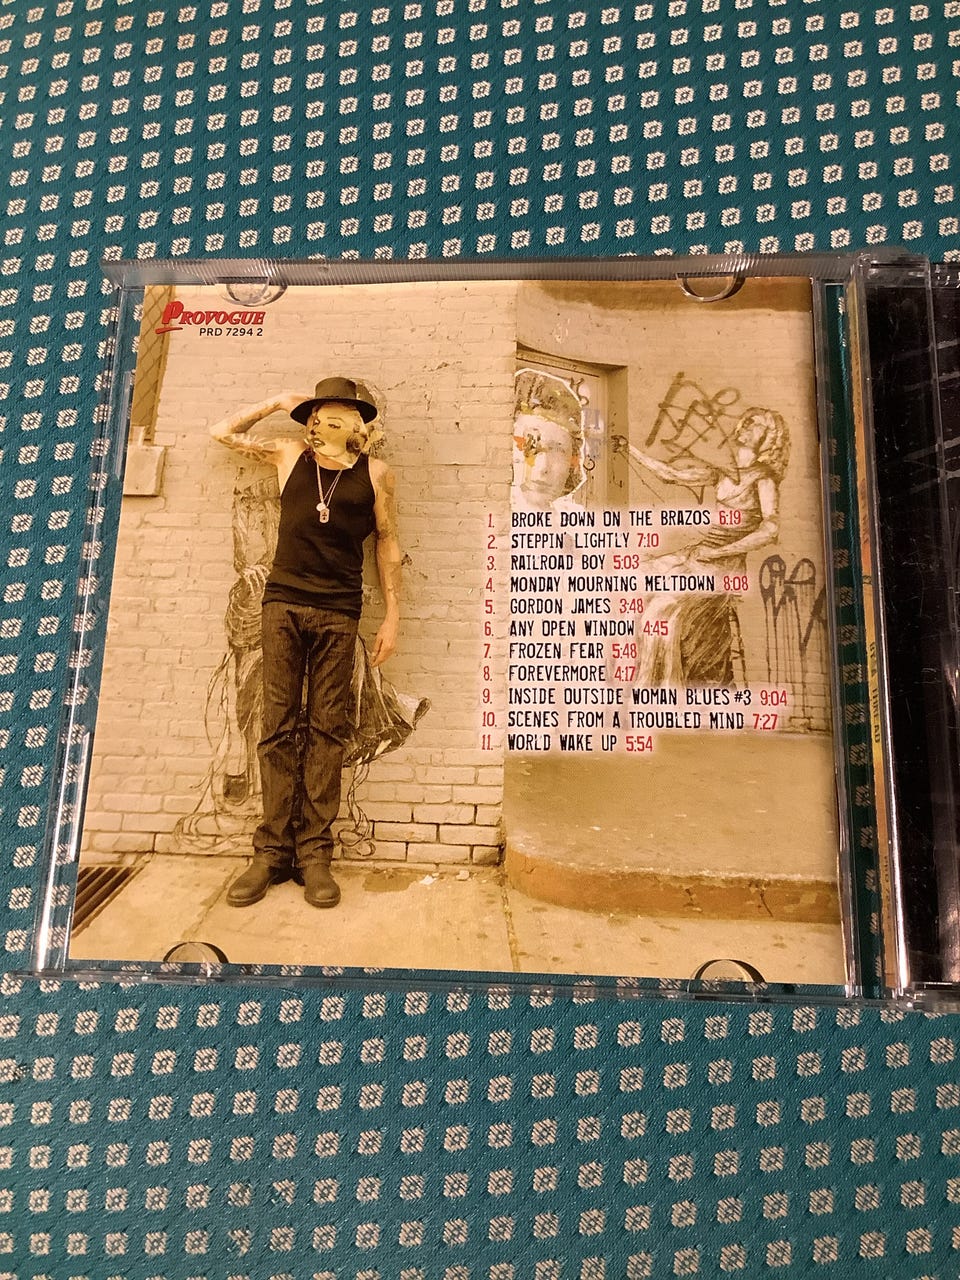 PROVOGUE
PRD 7294 2
1. BROKE DOWN ON THE BRAZOS 6:19
2. STEPPIN' LIGHTLY 7:10
3. RAILROAD BOY 5:03
4. MONDAY MOURNING MELTDOWN 8:08
5. GORDON JAMES 3:48
6. ANY OPEN WINDOW 4:45
7. FROZEN FEAR 5:48
8. FOREVERMORE 4:17
9. INSIDE OUTSIDE WOMAN BLUES #3 9:04
10. SCENES FROM A TROUBLED MIND 7:27
11. WORLD WAKE UP 5:54
THREAD